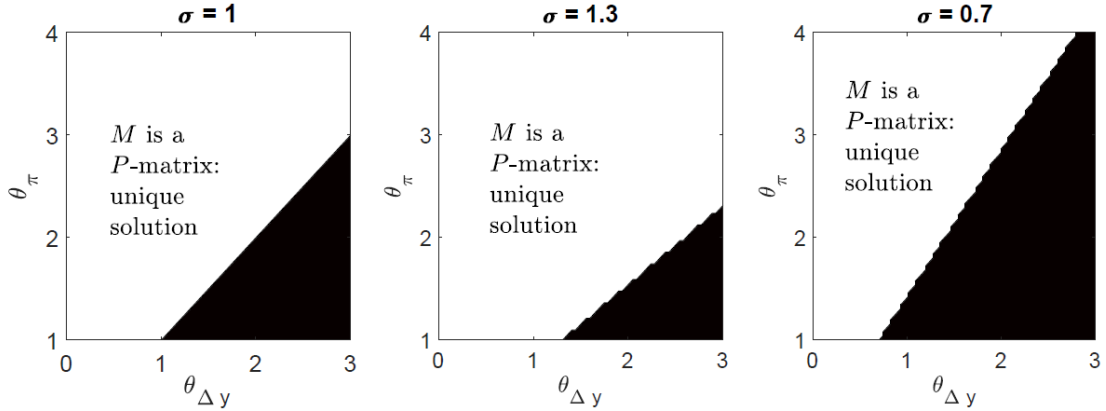 σ = 1
4
3
2
1
0
1
2
3
θπ
θΔ y
M is a
P-matrix:
unique
solution
σ = 1.3
4
3
2
1
0
1
2
3
θΔ y
M is a
P-matrix:
unique
solution
σ = 0.7
4
3
2
1
0
1
2
3
θπ
θΔ y
M is a
P-matrix:
unique
solution